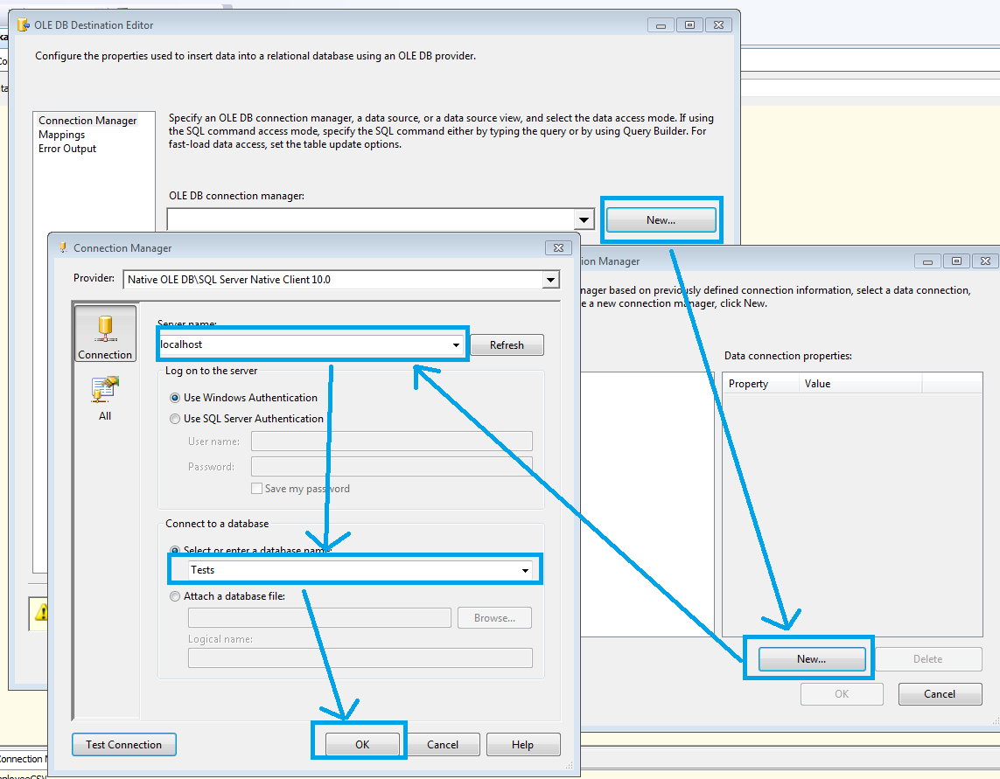 OLE DB Destination Editor
Configure the properties used to insert data into a relational database using an OLE DB provider.
Connection Manager
Mappings
Error Output
Specify an OLE DB connection manager, a data source, or a data source view, and select the data access mode. If using
the SQL command access mode, specify the SQL command either by typing the query or by using Query Builder. For
fast-load data access, set the table update options.
OLE DB connection manager:
New...
Connection Manager
Provider:
Native OLE DB\SQL Server Native Client 10.0
Connection
All
Server name:
localhost
Refresh
Log on to the server
Use Windows Authentication
Use SQL Server Authentication
User name:
Password:
Save my password
Connect to a database
Select or enter a database name:
Tests
Attach a database file:
Browse...
Logical name:
Test Connection
OK
Cancel
Help
ion Manager
nager based on previously defined connection information, select a data connection,
e a new connection manager, click New.
Data connection properties:
Property
Value
New...
Delete
OK
Cancel
Connection M